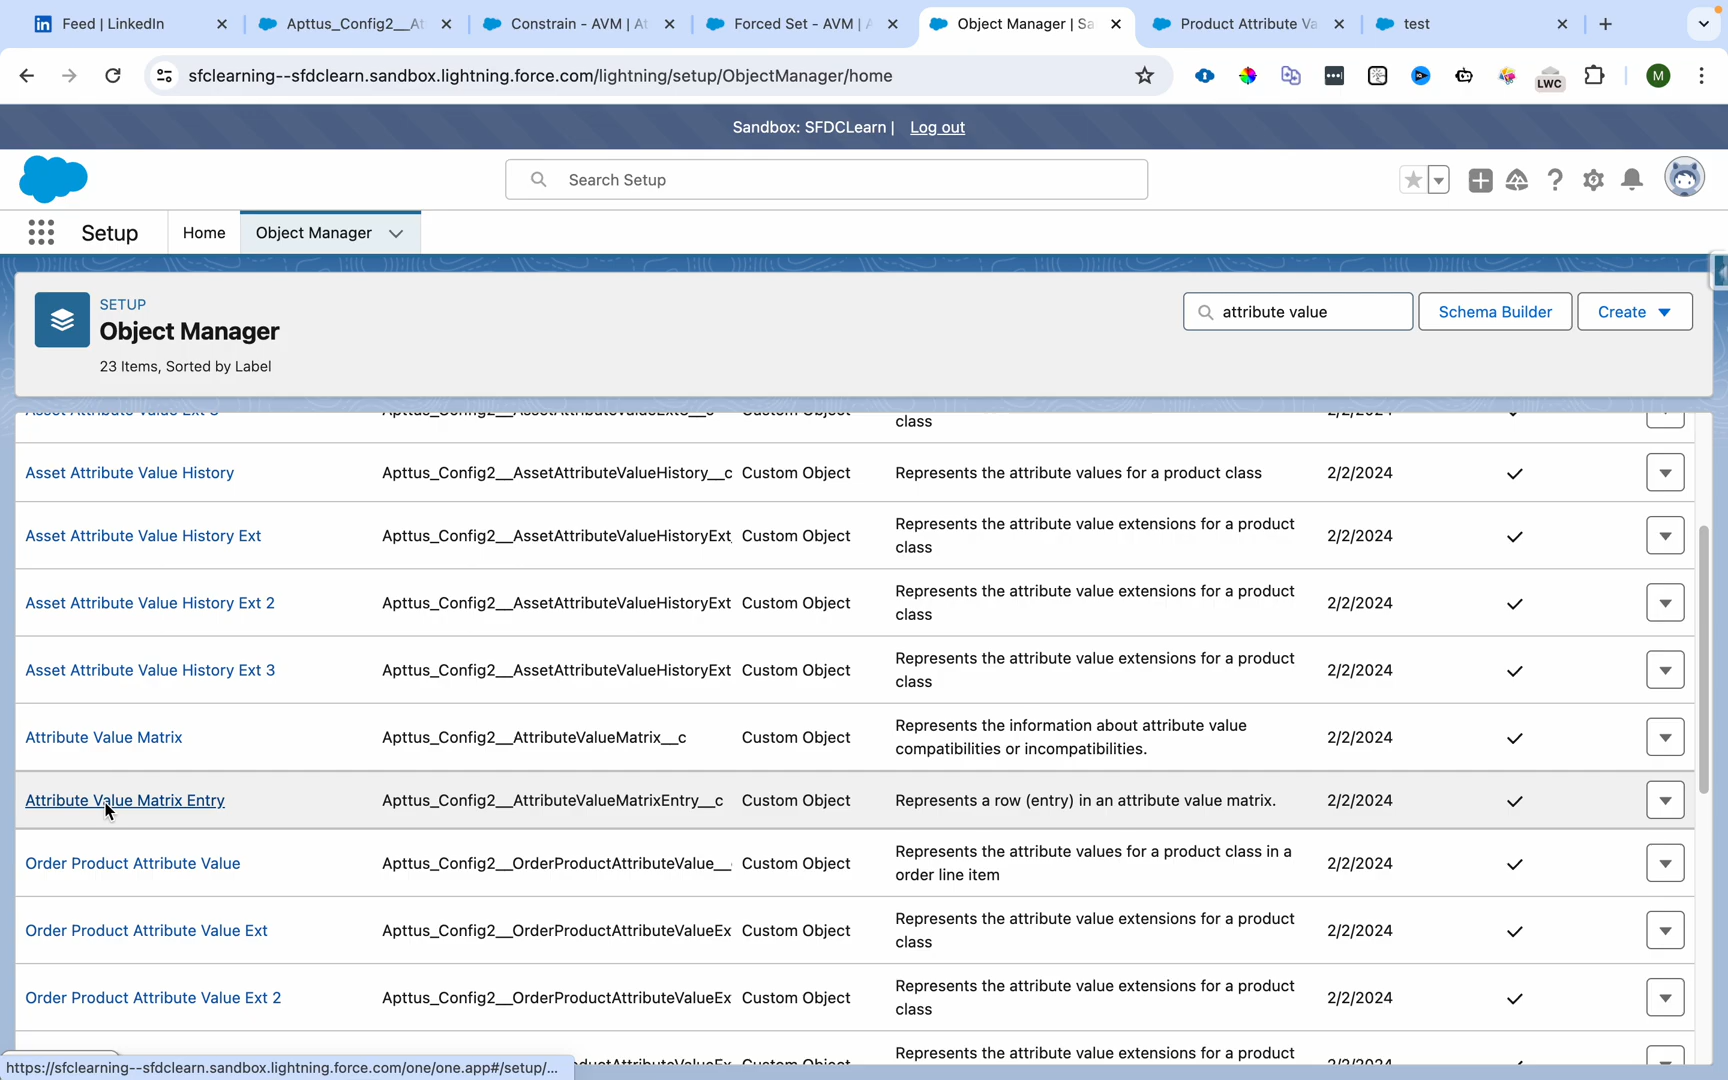 Feed | LinkedIn
Apttus_Config2__At
Constrain - AVM | At
Forced Set - AVM | A
Object Manager | Sa
Product Attribute Va
test
sfclearning--sfdclearn.sandbox.lightning.force.com/lightning/setup/ObjectManager/home
LWC
M
Sandbox: SFDCLearn |
Log out
Search Setup
Setup
Home
Object Manager
SETUP
Object Manager
23 Items, Sorted by Label
attribute value
Schema Builder
Create
class
Asset Attribute Value History
Apttus_Config2__AssetAttributeValueHistory__c
Custom Object
Represents the attribute values for a product class
2/2/2024
Asset Attribute Value History Ext
Apttus_Config2__AssetAttributeValueHistoryExt
Custom Object
Represents the attribute value extensions for a product
class
2/2/2024
Asset Attribute Value History Ext 2
Apttus_Config2__AssetAttributeValueHistoryExt
Custom Object
Represents the attribute value extensions for a product
class
2/2/2024
Asset Attribute Value History Ext 3
Apttus_Config2__AssetAttributeValueHistoryExt
Custom Object
Represents the attribute value extensions for a product
class
2/2/2024
Attribute Value Matrix
Apttus_Config2__AttributeValueMatrix__c
Custom Object
Represents the information about attribute value
compatibilities or incompatibilities.
2/2/2024
Attribute Value Matrix Entry
Apttus_Config2__AttributeValueMatrixEntry__c
Custom Object
Represents a row (entry) in an attribute value matrix.
2/2/2024
Order Product Attribute Value
Apttus_Config2__OrderProductAttributeValue__
Custom Object
Represents the attribute values for a product class in a
order line item
2/2/2024
Order Product Attribute Value Ext
Apttus_Config2__OrderProductAttributeValueEx
Custom Object
Represents the attribute value extensions for a product
class
2/2/2024
Order Product Attribute Value Ext 2
Apttus_Config2__OrderProductAttributeValueEx
Custom Object
Represents the attribute value extensions for a product
class
2/2/2024
Represents the attribute value extensions for a product
https://sfclearning--sfdclearn.sandbox.lightning.force.com/one/one.app#/setup/...